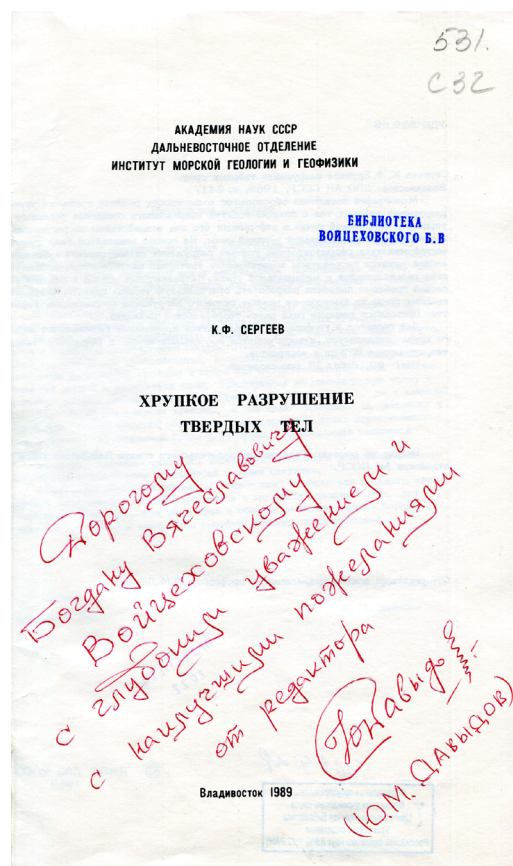 531.
С32
АКАДЕМИЯ НАУК СССР
ДАЛЬНЕВОСТОЧНОЕ ОТДЕЛЕНИЕ
ИНСТИТУТ МОРСКОЙ ГЕОЛОГИИ И ГЕОФИЗИКИ
БИБЛИОТЕКА
ВОЙЦЕХОВСКОГО Б.В
К.Ф. СЕРГЕЕВ
ХРУПКОЕ РАЗРУШЕНИЕ
ТВЕРДЫХ ТЕЛ
Дорогому
Богдану Вячеславовичу
Войцеховскому
с глубоким уважением и
с наилучшими пожеланиями
от редактора
ЮДавыдо
(Ю.М. ДАВЫДОВ)
Владивосток 1989